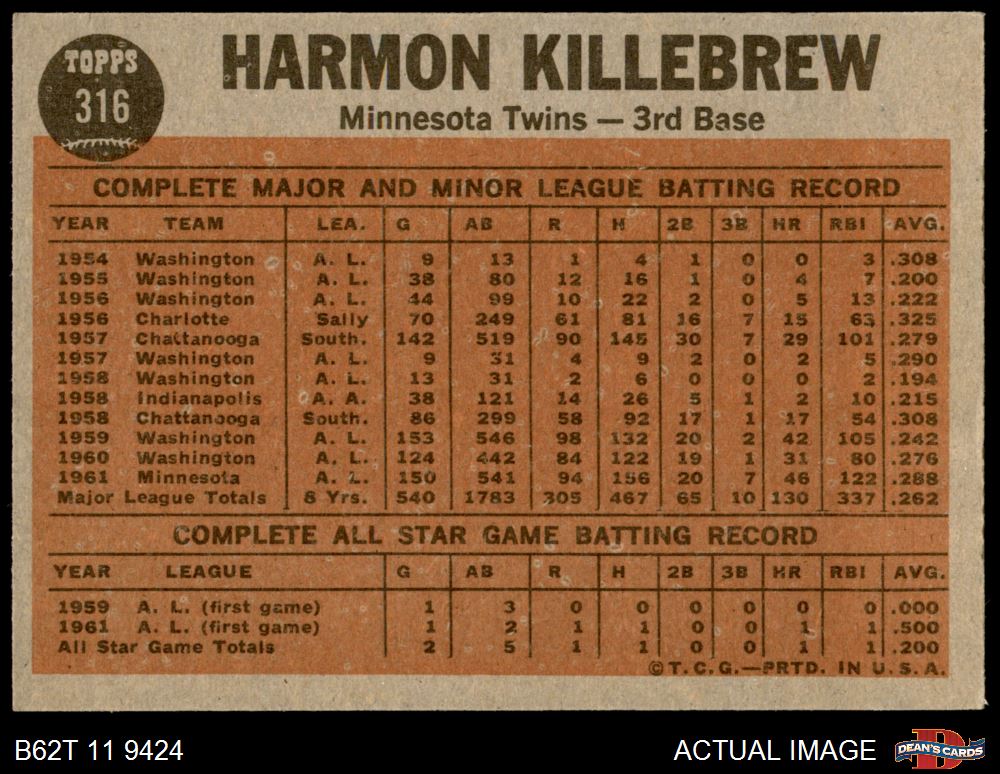 TOPPS
316
HARMON KILLEBREW
Minnesota Twins — 3rd Base
COMPLETE MAJOR AND MINOR LEAGUE BATTING RECORD
YEAR TEAM LEA. G AB R H 2B 3B HR RBI AVG.
1954 Washington A. L. 9 13 1 4 1 0 0 3 .308
1955 Washington A. L. 38 80 12 16 1 0 4 7 .200
1956 Washington A. L. 44 99 10 22 2 0 5 13 .222
1956 Charlotte Sally 70 249 61 81 16 7 15 63 .325
1957 Chattanooga South. 142 519 90 145 30 7 29 101 .279
1957 Washington A. L. 9 31 4 9 2 0 2 5 .290
1958 Washington A. L. 13 31 2 6 0 0 0 2 .194
1958 Indianapolis A. A. 38 121 14 26 5 1 2 10 .215
1958 Chattanooga South. 86 299 58 92 17 1 17 54 .308
1959 Washington A. L. 153 546 98 132 20 2 42 105 .242
1960 Washington A. L. 124 442 84 122 19 1 31 80 .276
1961 Minnesota A. L. 150 541 94 156 20 7 46 122 .288
Major League Totals 8 Yrs. 540 1783 305 467 65 10 130 337 .262
COMPLETE ALL STAR GAME BATTING RECORD
YEAR LEAGUE G AB R H 2B 3B HR RBI AVG.
1959 A. L. (first game) 1 3 0 0 0 0 0 0 .000
1961 A. L. (first game) 1 2 1 1 0 0 1 1 .500
All Star Game Totals 2 5 1 1 0 0 1 1 .200
© T. C. G.—PRTD. IN U. S. A.
B62T 11 9424
ACTUAL IMAGE
DEAN'S CARDS